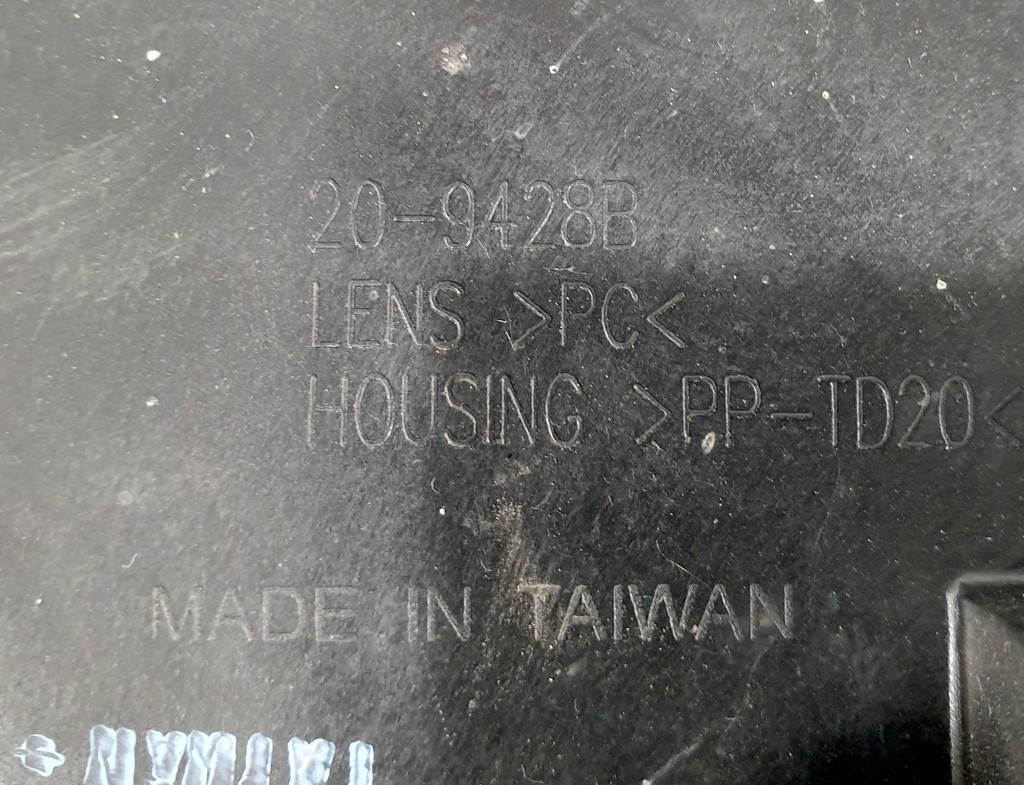 20-9428B
LENS >PC<
HOUSING >PP-TD20<
MADE IN TAIWAN